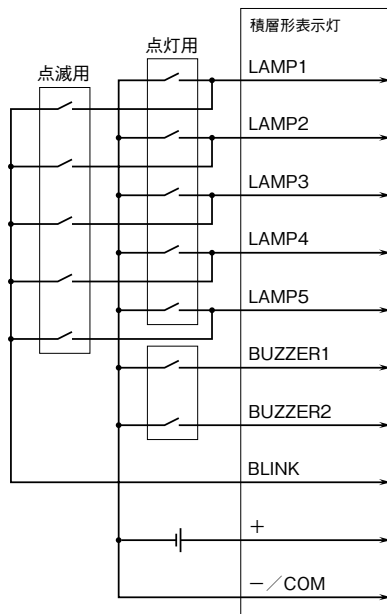 積層形表示灯
点灯用
LAMP1
点滅用
LAMP2
LAMP3
LAMP4
LAMP5
BUZZER1
BUZZER2
BLINK
＋
－／COM